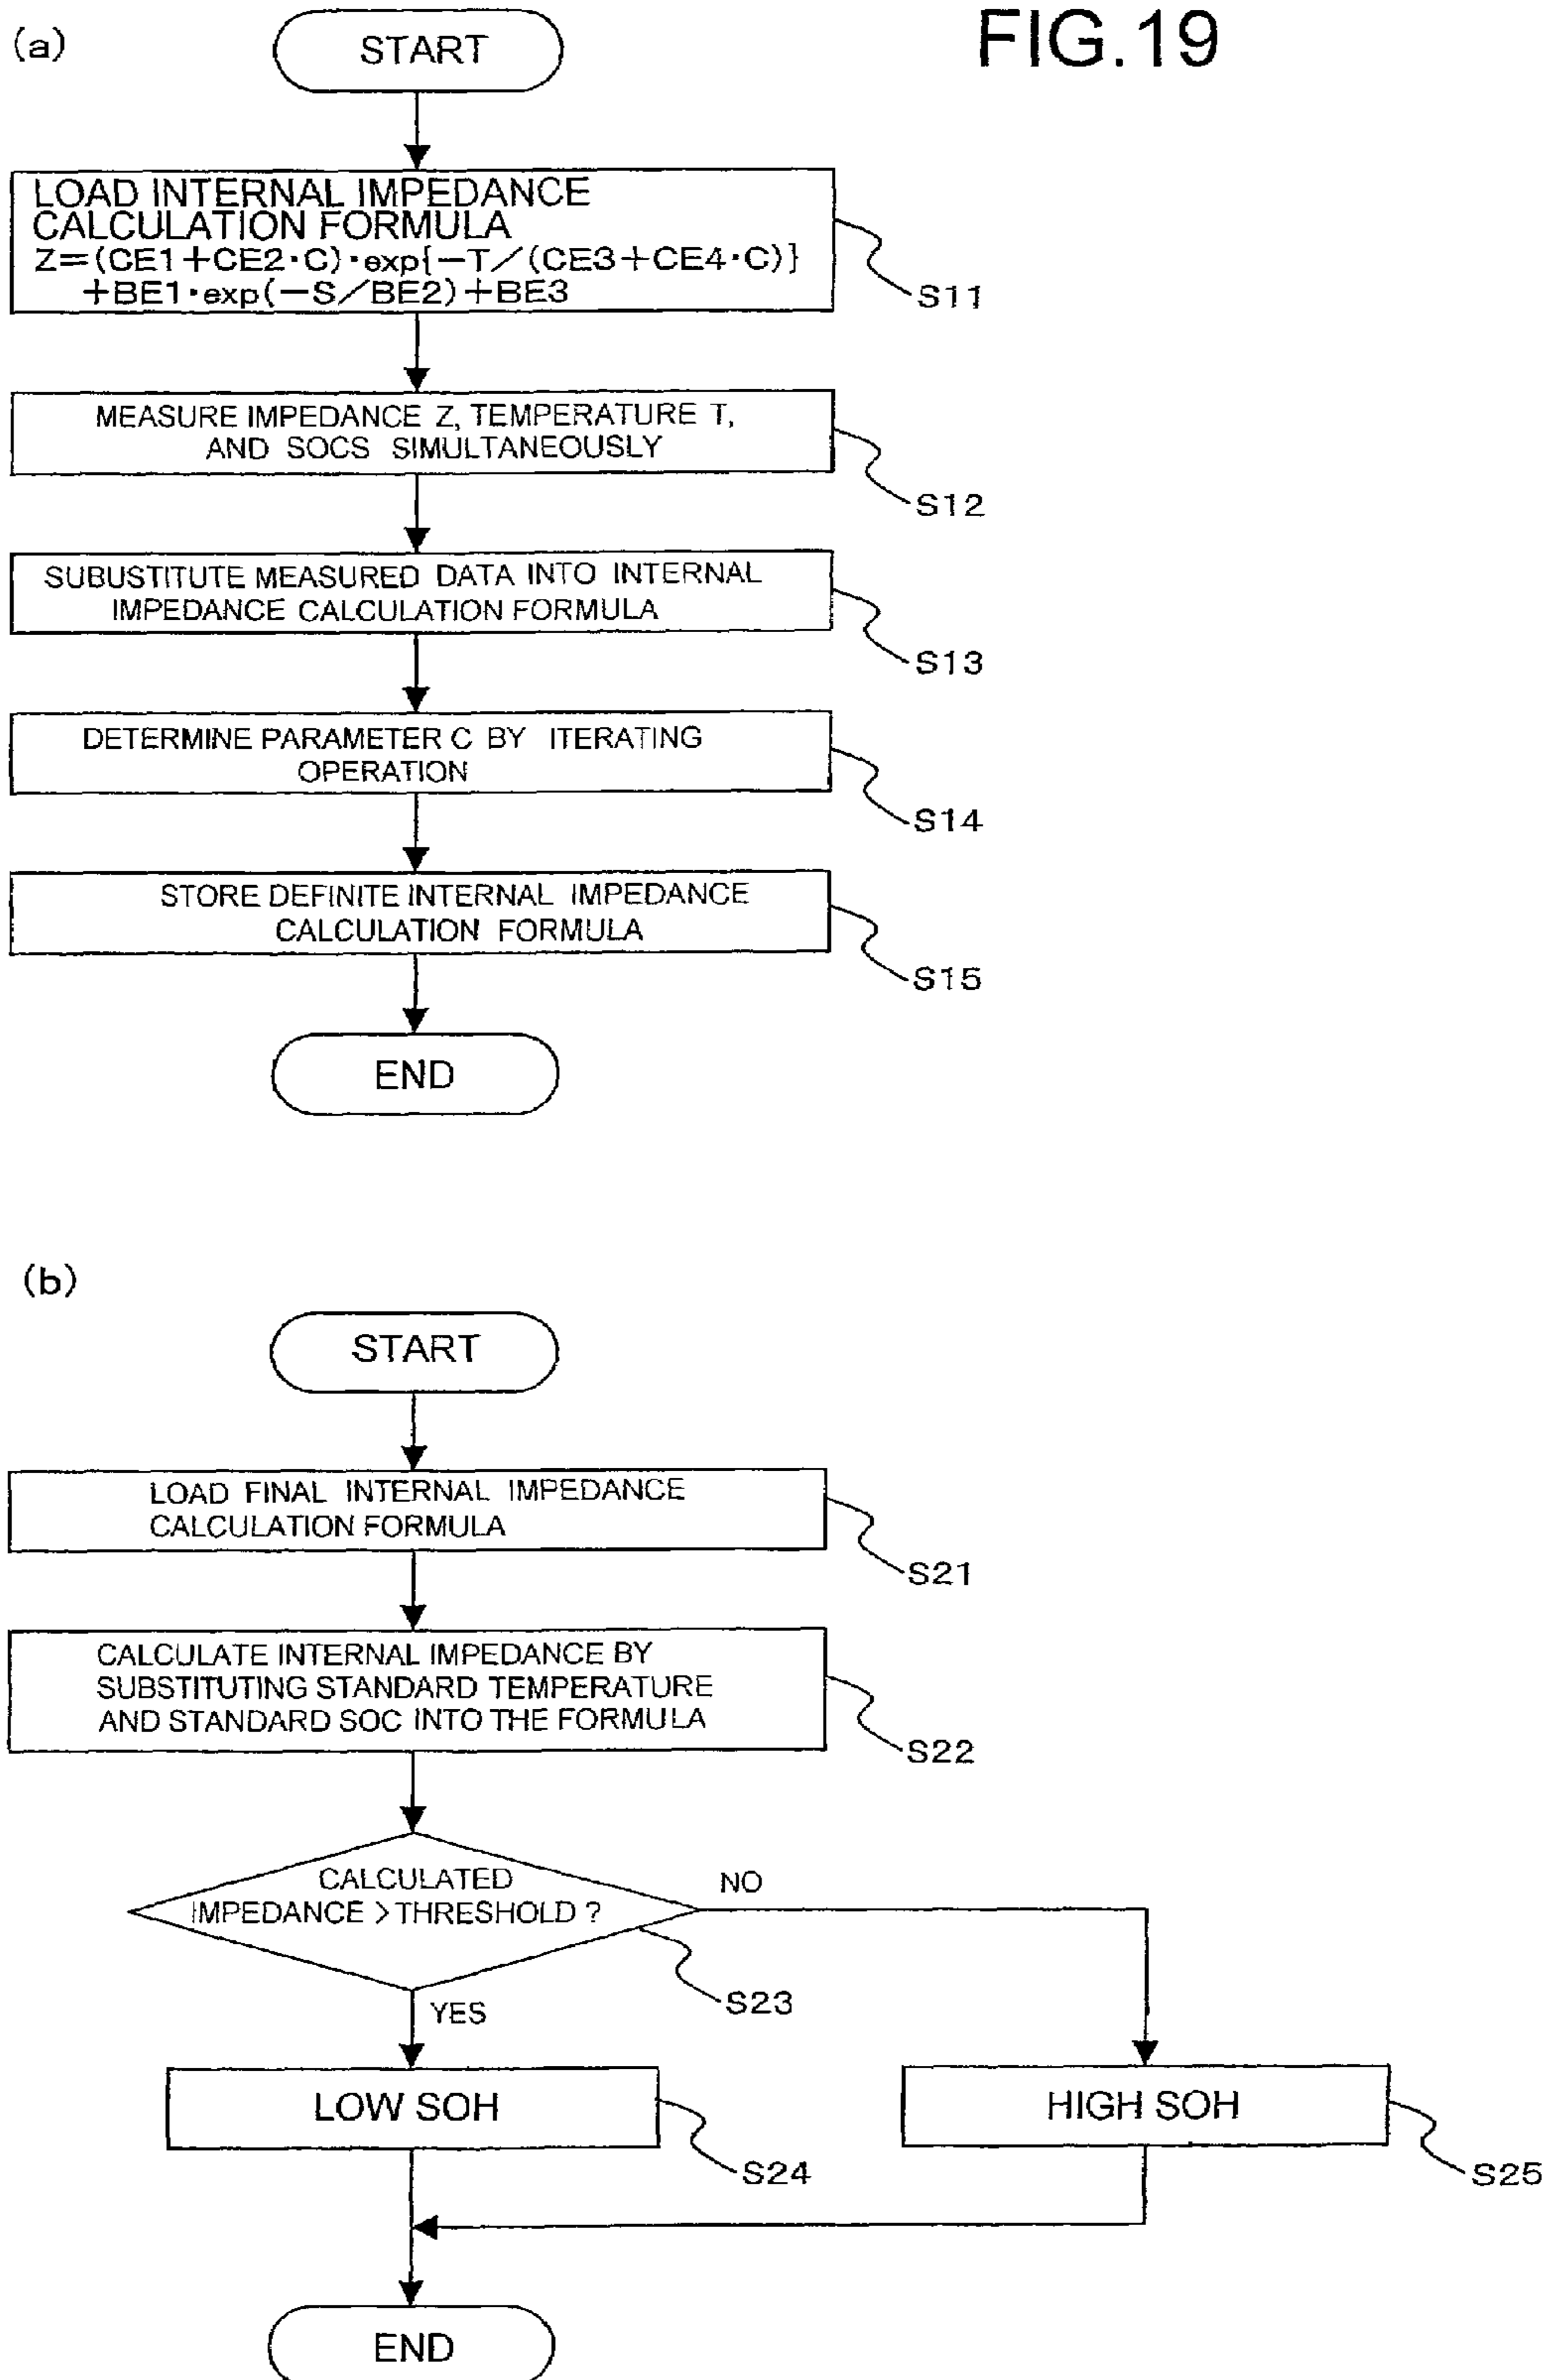 (a)
START
FIG.19
LOAD INTERNAL IMPEDANCE
CALCULATION FORMULA
Z=(CE1+CE2·C)·exp{-T/(CE3+CE4·C)}
+BE1·exp(-S/BE2)+BE3
S11
MEASURE IMPEDANCE Z, TEMPERATURE T,
AND SOCS SIMULTANEOUSLY
S12
SUBUSTITUTE MEASURED DATA INTO INTERNAL
IMPEDANCE CALCULATION FORMULA
S13
DETERMINE PARAMETER C BY ITERATING
OPERATION
S14
STORE DEFINITE INTERNAL IMPEDANCE
CALCULATION FORMULA
S15
END
(b)
START
LOAD FINAL INTERNAL IMPEDANCE
CALCULATION FORMULA
S21
CALCULATE INTERNAL IMPEDANCE BY
SUBSTITUTING STANDARD TEMPERATURE
AND STANDARD SOC INTO THE FORMULA
S22
CALCULATED
IMPEDANCE >THRESHOLD ?
NO
S23
YES
LOW SOH
S24
HIGH SOH
S25
END